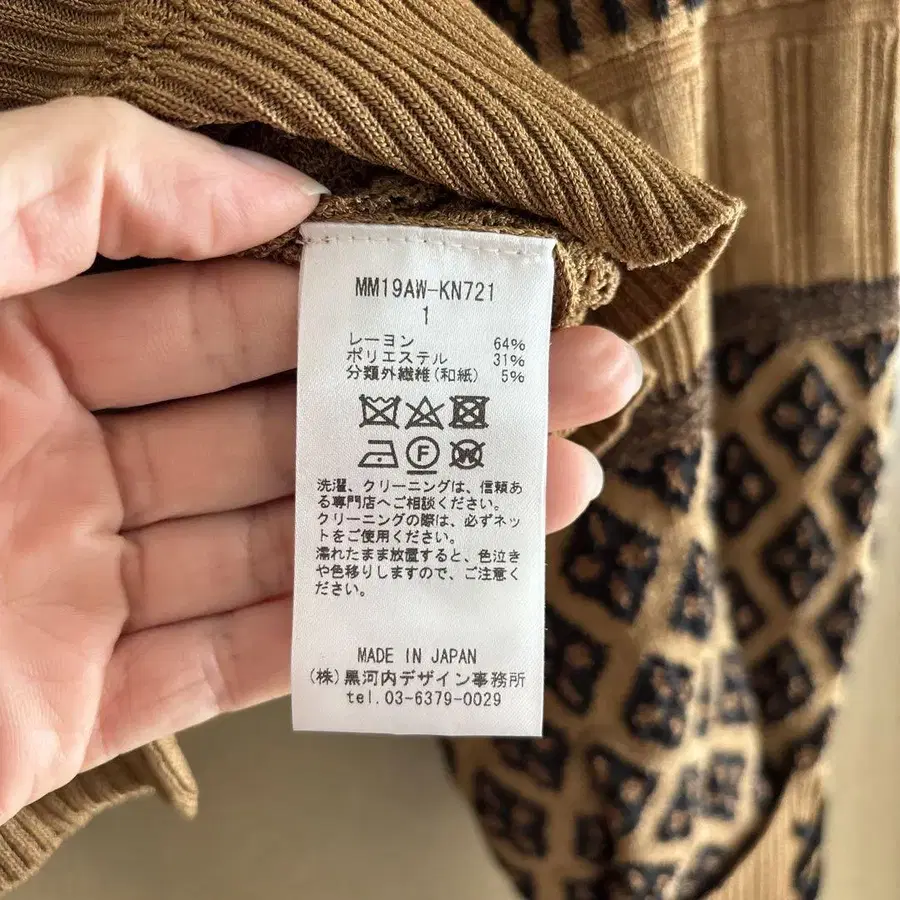 MM19AW-KN721
1
レーヨン 64%
ポリエステル 31%
分類外繊維(和紙) 5%
F
W
洗濯、クリーニングは、信頼あ
る専門店へご相談ください。
クリーニングの際は、必ずネッ
トをご使用ください。
濡れたまま放置すると、色泣き
や色移りしますので、ご注意く
ださい。
MADE IN JAPAN
(株)黒河内デザイン事務所
tel.03-6379-0029